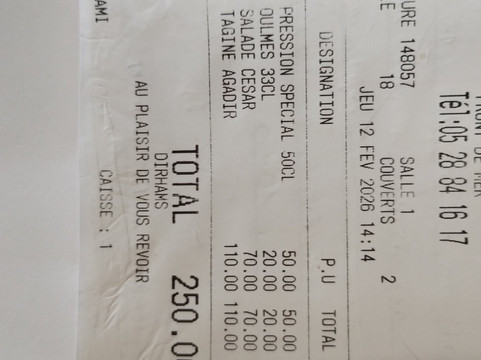 FRONT DE MER
Tél:05 28 84 16 17
URE 148057 SALLE 1
E 18 COUVERTS 2
JEU 12 FEV 2026 14:14
DESIGNATION P.U TOTAL
PRESSION SPECIAL 50CL 50.00 50.00
OULMES 33CL 20.00 20.00
SALADE CESAR 70.00 70.00
TAGINE AGADIR 110.00 110.00
TOTAL 250.0
DIRHAMS
AU PLAISIR DE VOUS REVOIR
AMI CAISSE : 1